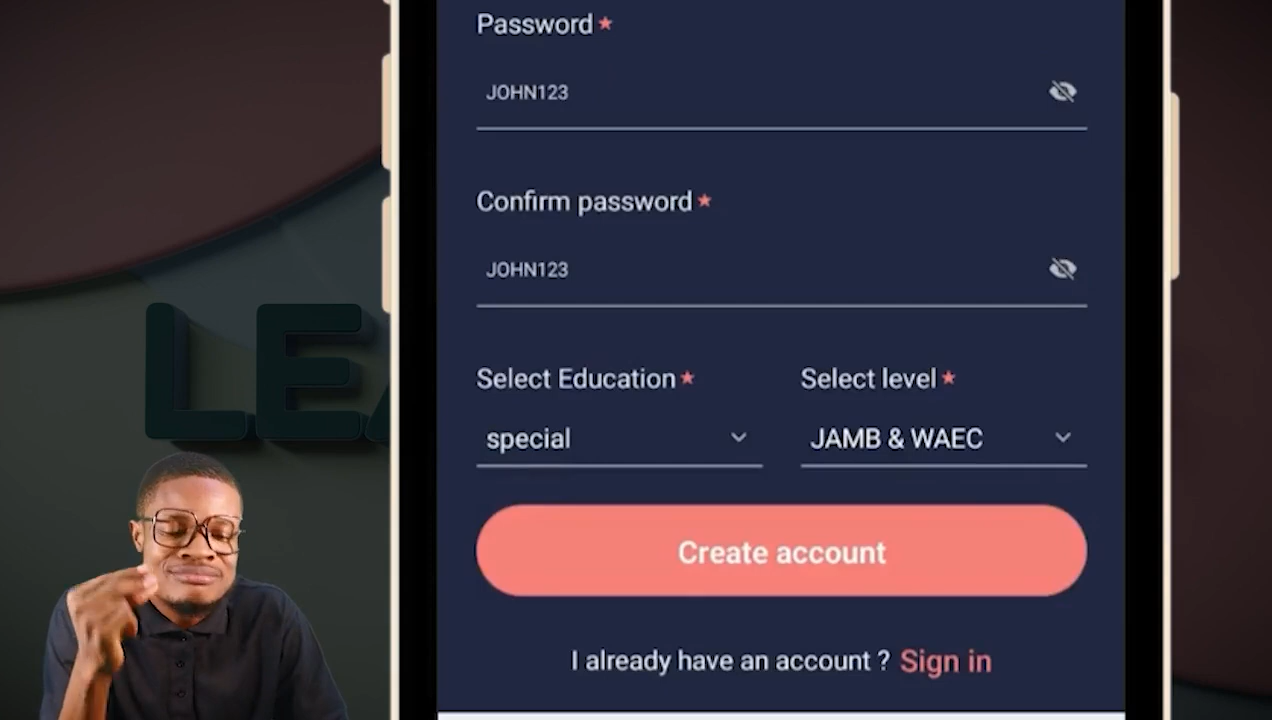 Password *
JOHN123
Confirm password *
JOHN123
Select Education * Select level *
special JAMB & WAEC
Create account
I already have an account ? Sign in
LEA